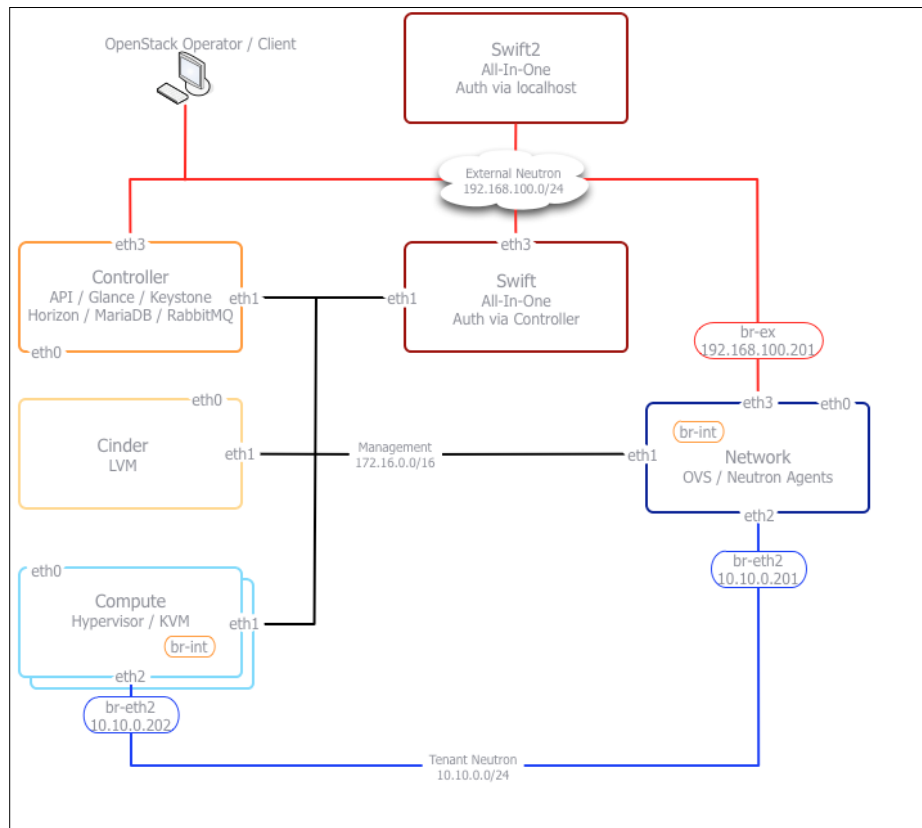 OpenStack Operator / Client
Swift2
All-In-One
Auth via localhost
External Neutron
192.168.100.0/24
eth3
Controller
API / Glance / Keystone
Horizon / MariaDB / RabbitMQ
eth1
eth0
eth3
eth1
Swift
All-In-One
Auth via Controller
br-ex
192.168.100.201
eth0
Cinder
LVM
eth1
Management
172.16.0.0/16
eth3
eth0
br-int
eth1
Network
OVS / Neutron Agents
eth2
br-eth2
10.10.0.201
eth0
Compute
Hypervisor / KVM
eth1
br-int
eth2
br-eth2
10.10.0.202
Tenant Neutron
10.10.0.0/24